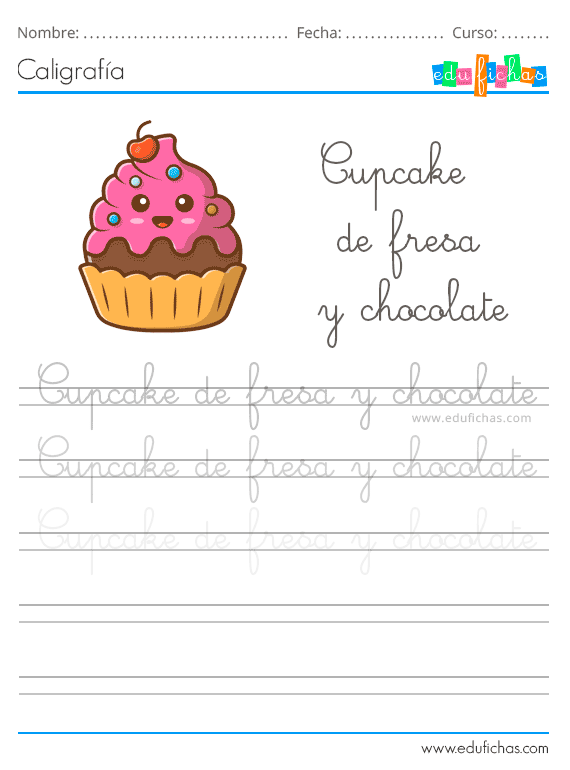 Nombre: ................................ Fecha: ................ Curso: ........
Caligrafía
edufichas
Cupcake
de fresa
y chocolate
Cupcake de fresa y chocolate
www.edufichas.com
Cupcake de fresa y chocolate
Cupcake de fresa y chocolate
www.edufichas.com